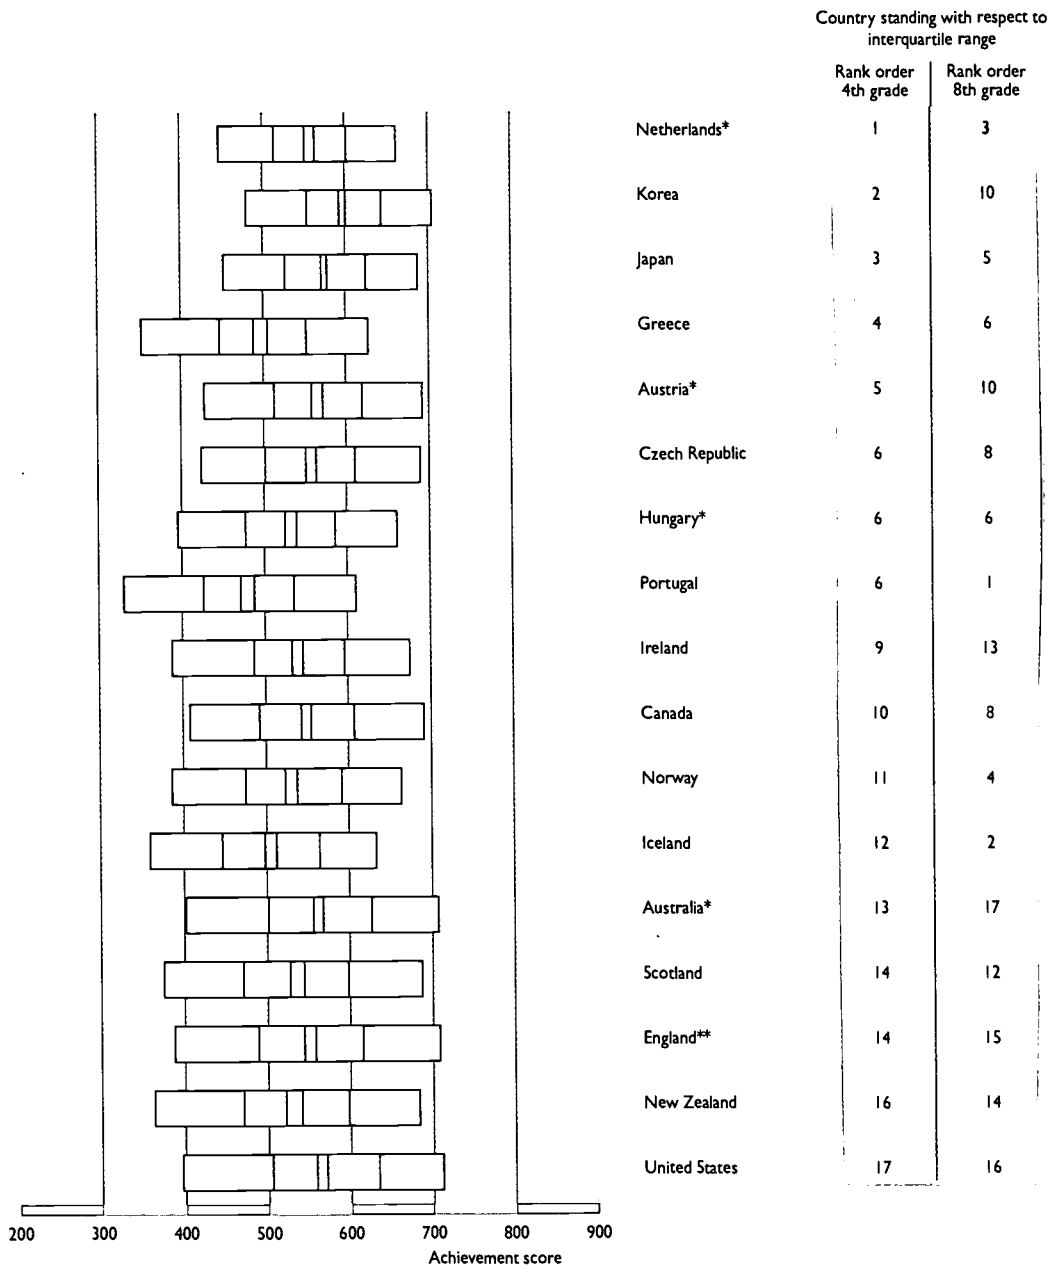 Country standing with respect to
interquartile range
Rank order Rank order
4th grade 8th grade
Netherlands* 1 3
Korea 2 10
Japan 3 5
Greece 4 6
Austria* 5 10
Czech Republic 6 8
Hungary* 6 6
Portugal 6 1
Ireland 9 13
Canada 10 8
Norway 11 4
Iceland 12 2
Australia* 13 17
Scotland 14 12
England** 14 15
New Zealand 16 14
United States 17 16
200 300 400 500 600 700 800 900
Achievement score